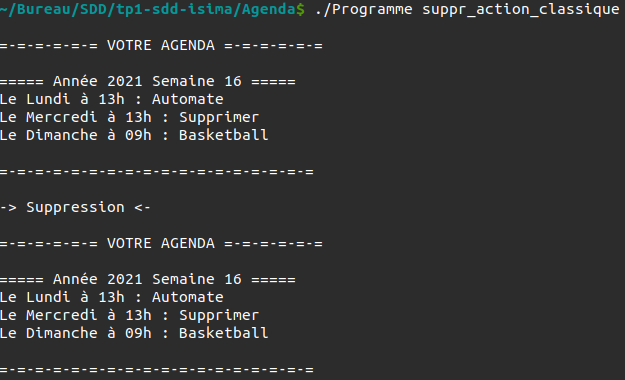 ~/Bureau/SDD/tp1-sdd-isima/Agenda$ ./Programme suppr_action_classique
=-=-=-=-=-= VOTRE AGENDA =-=-=-=-=-=
===== Année 2021 Semaine 16 =====
Le Lundi à 13h : Automate
Le Mercredi à 13h : Supprimer
Le Dimanche à 09h : Basketball
=-=-=-=-=-=-=-=-=-=-=-=-=-=-=-=-=-=
-> Suppression <-
=-=-=-=-=-= VOTRE AGENDA =-=-=-=-=-=
===== Année 2021 Semaine 16 =====
Le Lundi à 13h : Automate
Le Mercredi à 13h : Supprimer
Le Dimanche à 09h : Basketball
=-=-=-=-=-=-=-=-=-=-=-=-=-=-=-=-=-=